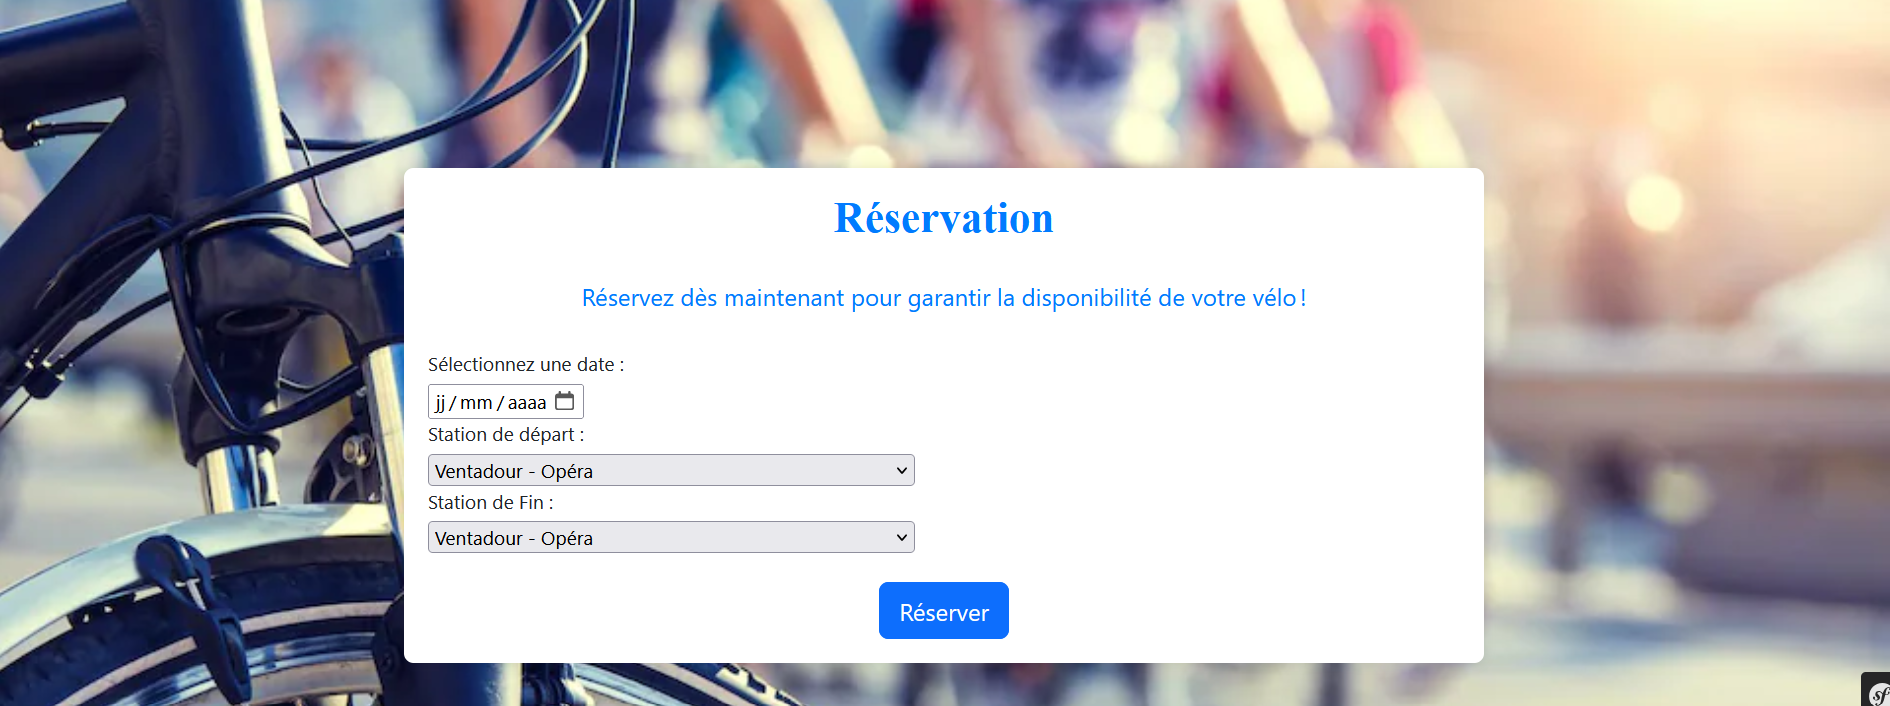 Réservation
Réservez dès maintenant pour garantir la disponibilité de votre vélo !
Sélectionnez une date :
jj / mm / aaaa
Station de départ :
Ventadour - Opéra
Station de Fin :
Ventadour - Opéra
Réserver
sf